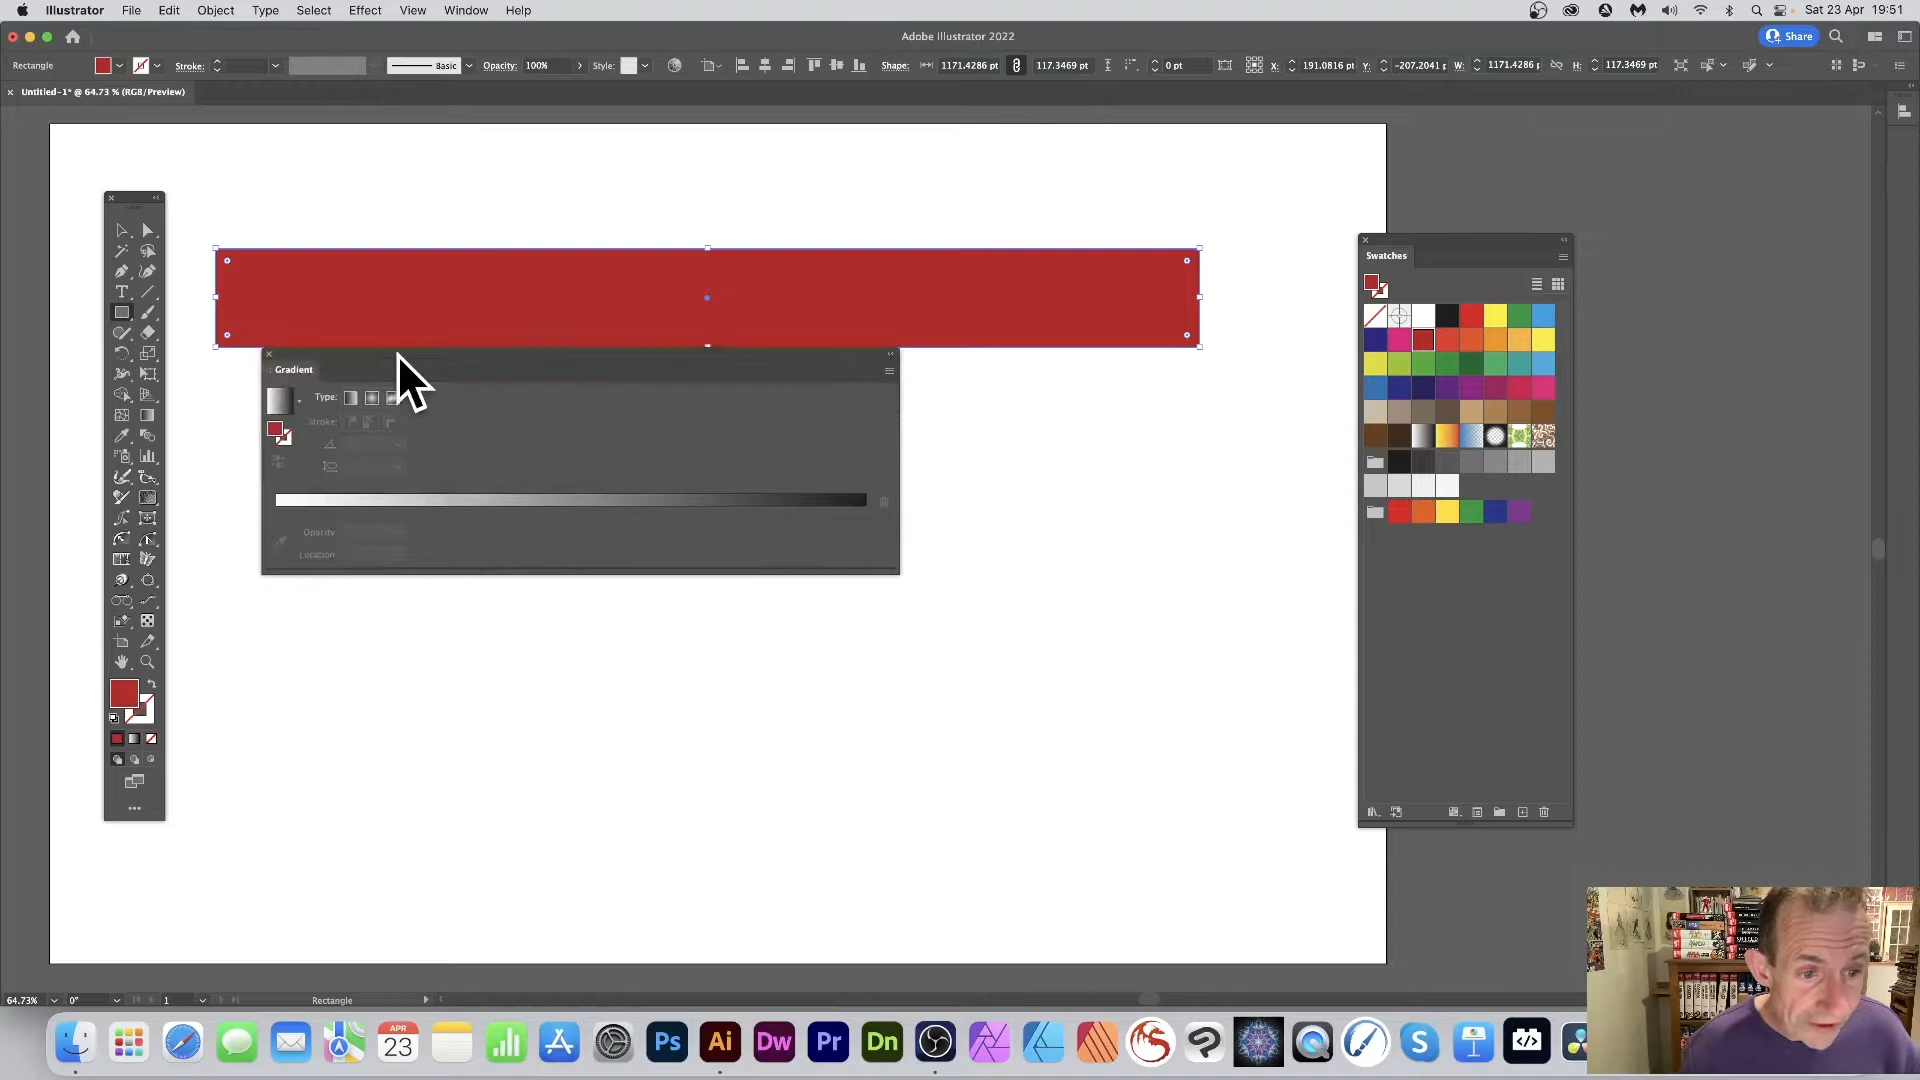 Illustrator File Edit Object Type Select Effect View Window Help
Sat 23 Apr 19:51
Adobe Illustrator 2022
Share
Rectangle
Stroke:
Basic
Opacity: 100%
Style:
Shape: 1171.4286 pt 117.3469 pt 0 pt X: 191.0816 pt Y: -207.2041 p W: 1171.4286 p H: 117.3469 pt
Untitled-1* @ 64.73 % (RGB/Preview)
Swatches
Gradient
Type:
Stroke:
Opacity
Location
64.73% 0° 1 Rectangle
APR
23
Ps Ai Dw Pr Dn